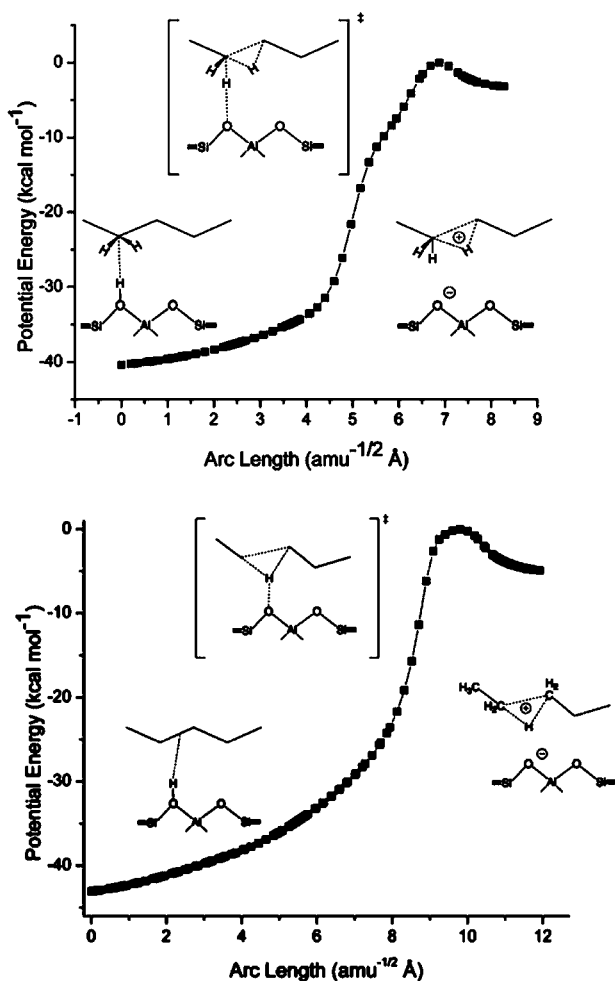 ‡
0
-10
-20
-30
-40
Potential Energy (kcal mol⁻¹)
H H
H
O O
Si Al Si
H H
H
O O
Si Al Si
⊕
H H
H
⊖
O O
Si Al Si
-1 0 1 2 3 4 5 6 7 8 9
Arc Length (amu⁻¹/² Å)
‡
0
-10
-20
-30
-40
Potential Energy (kcal mol⁻¹)
H
O O
Si Al Si
H
O O
Si Al Si
H₃C
H₂C ⊕ H₂
C
H
⊖
O O
Si Al Si
0 2 4 6 8 10 12
Arc Length (amu⁻¹/² Å)